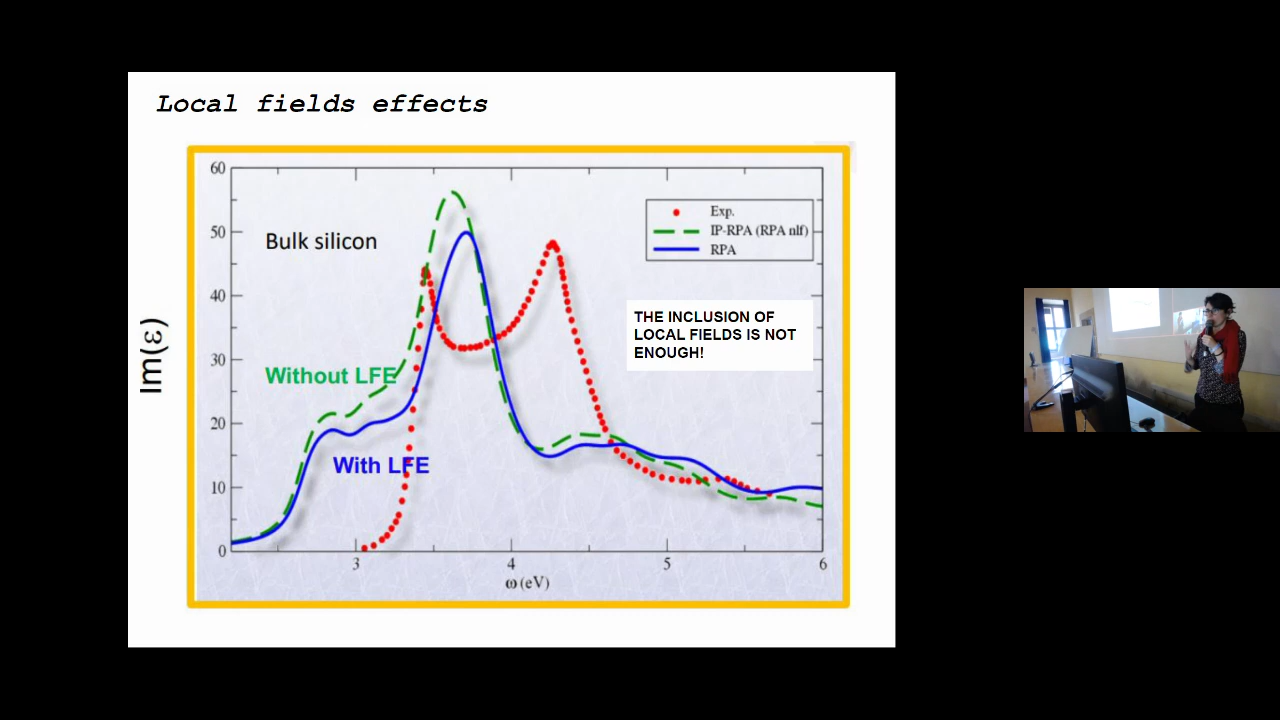 Local fields effects
60
50
40
30
20
10
0
Bulk silicon
Exp.
IP-RPA (RPA nlf)
RPA
THE INCLUSION OF
LOCAL FIELDS IS NOT
ENOUGH!
Without LFE
With LFE
Im(ε)
3
4
5
6
ω(eV)